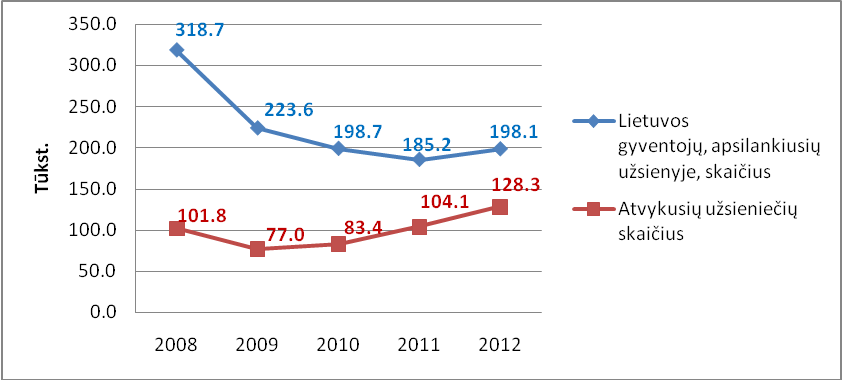 350.0
300.0
250.0
200.0
150.0
100.0
50.0
0.0
Tūkst.
318.7
223.6
198.7
185.2
198.1
101.8
77.0
83.4
104.1
128.3
2008 2009 2010 2011 2012
Lietuvos
gyventojų, apsilankiusių
užsienyje, skaičius
Atvykusių užsieniečių
skaičius